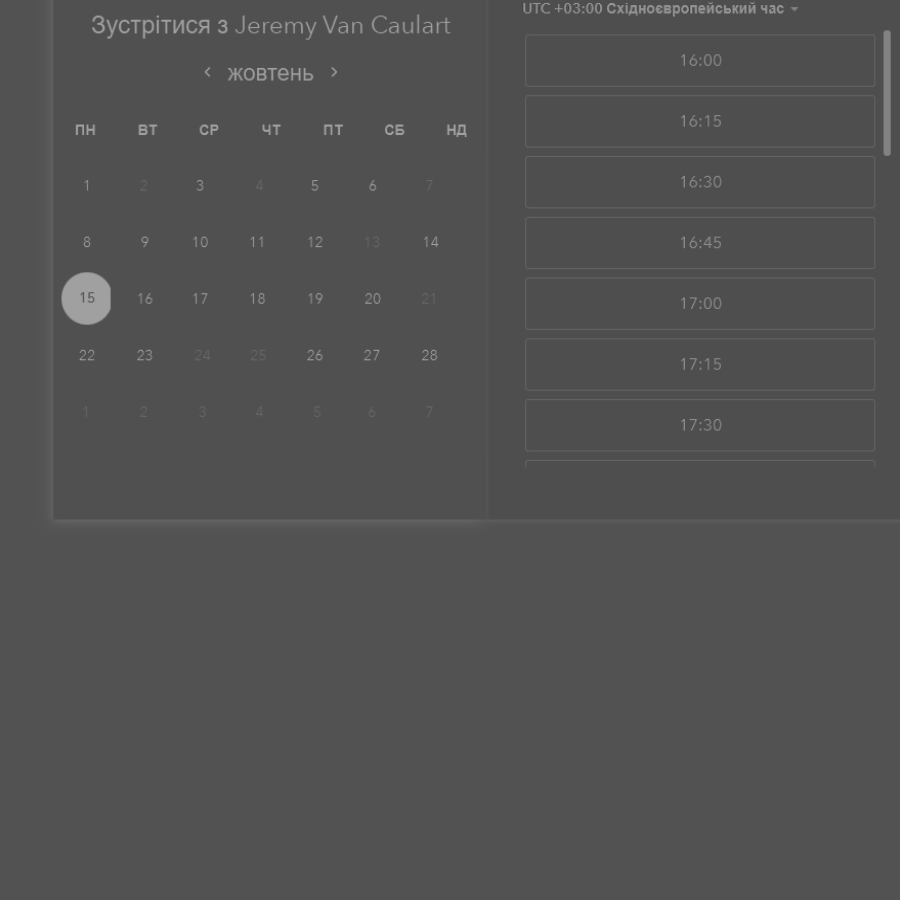 Зустрітися з Jeremy Van Caulart
жовтень
ПН ВТ СР ЧТ ПТ СБ НД
1 2 3 4 5 6 7
8 9 10 11 12 13 14
15 16 17 18 19 20 21
22 23 24 25 26 27 28
1 2 3 4 5 6 7
UTC +03:00 Східноєвропейський час
16:00
16:15
16:30
16:45
17:00
17:15
17:30